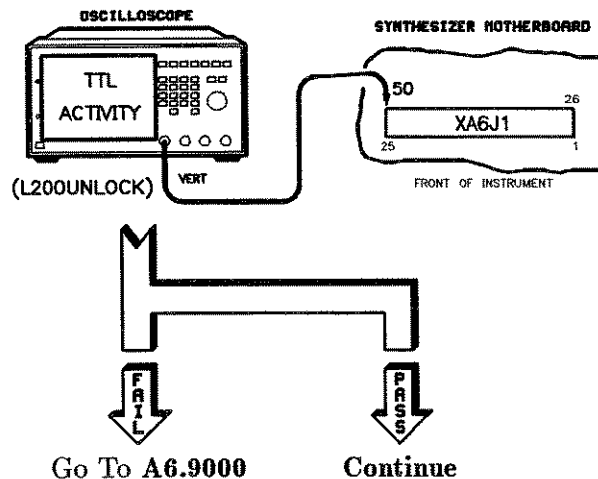 OSCILLOSCOPE
SYNTHESIZER MOTHERBOARD
TTL
ACTIVITY
50
26
XA6J1
25
1
(L200UNLOCK)
VERT
FRONT OF INSTRUMENT
FAIL
PASS
Go To A6.9000
Continue